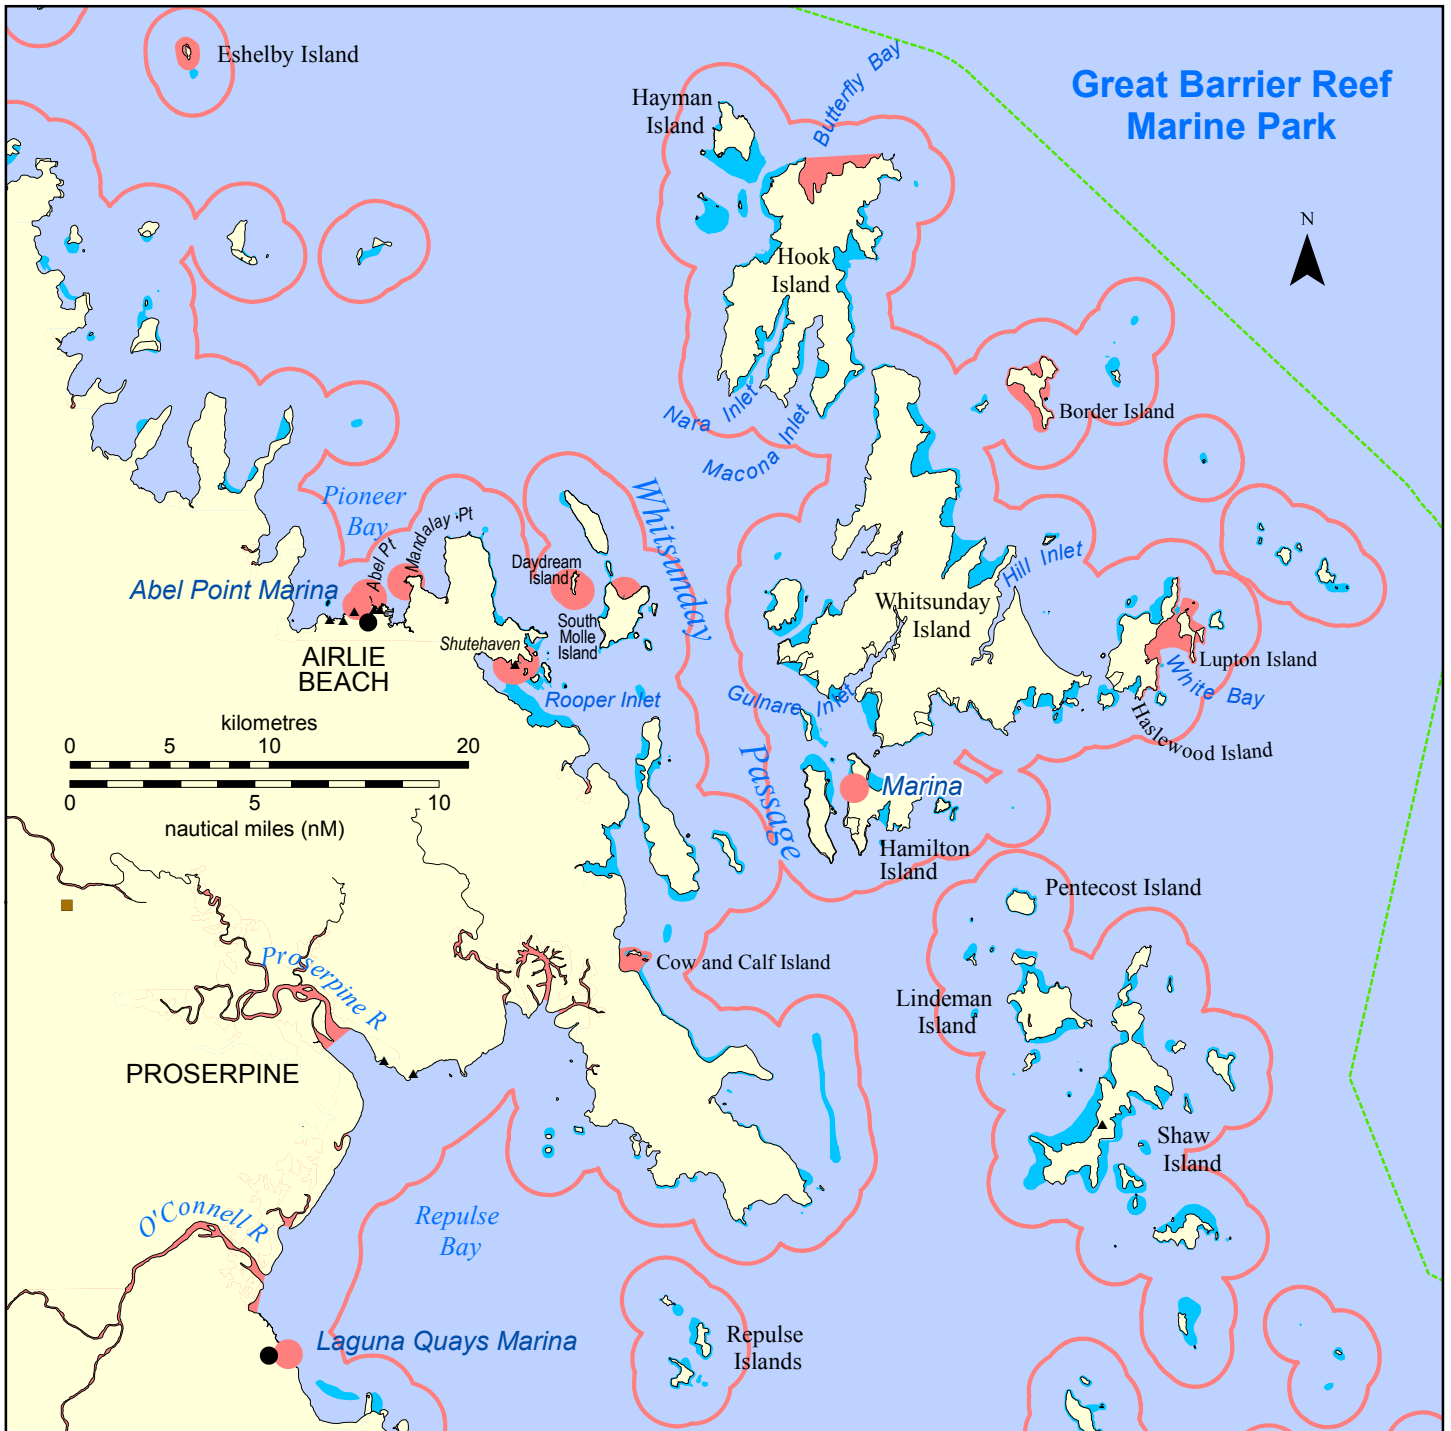 Eshelby Island
Great Barrier Reef
Marine Park
Hayman
Island
Butterfly Bay
N
Hook
Island
Nara Inlet
Macona Inlet
Border Island
Pioneer
Bay
Abel Pt
Mandalay Pt
Abel Point Marina
AIRLIE
BEACH
Daydream
Island
South
Molle
Island
Shutehaven
Rooper Inlet
Whitsunday
Passage
Hill Inlet
Whitsunday
Island
Gulnare Inlet
Lupton Island
White Bay
Haslewood Island
kilometres
0 5 10 20
0 5 10
nautical miles (nM)
Marina
Hamilton
Island
Pentecost Island
Cow and Calf Island
Lindeman
Island
Proserpine R
PROSERPINE
Shaw
Island
O'Connell R
Repulse
Bay
Laguna Quays Marina
Repulse
Islands